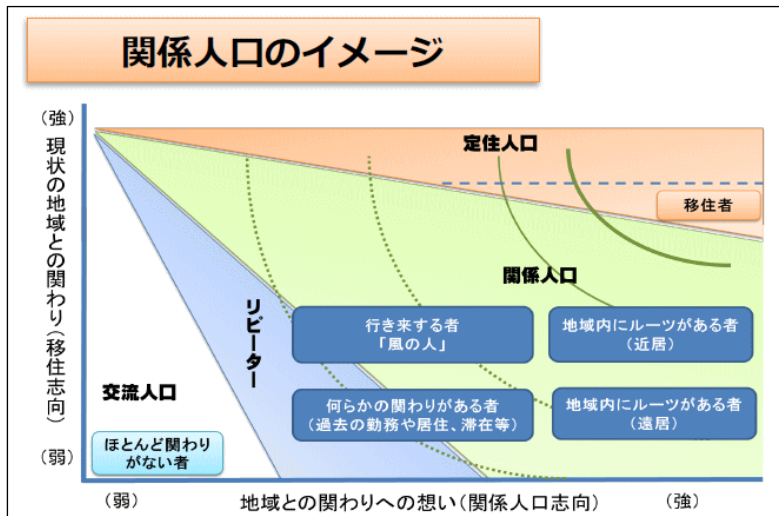 関係人口のイメージ
（強）
現状の地域との関わり（移住志向）
（弱）
定住人口
移住者
関係人口
リピーター
行き来する者
「風の人」
地域内にルーツがある者
（近居）
何らかの関わりがある者
（過去の勤務や居住、滞在等）
地域内にルーツがある者
（遠居）
交流人口
ほとんど関わり
がない者
（弱）
地域との関わりへの想い（関係人口志向）
（強）